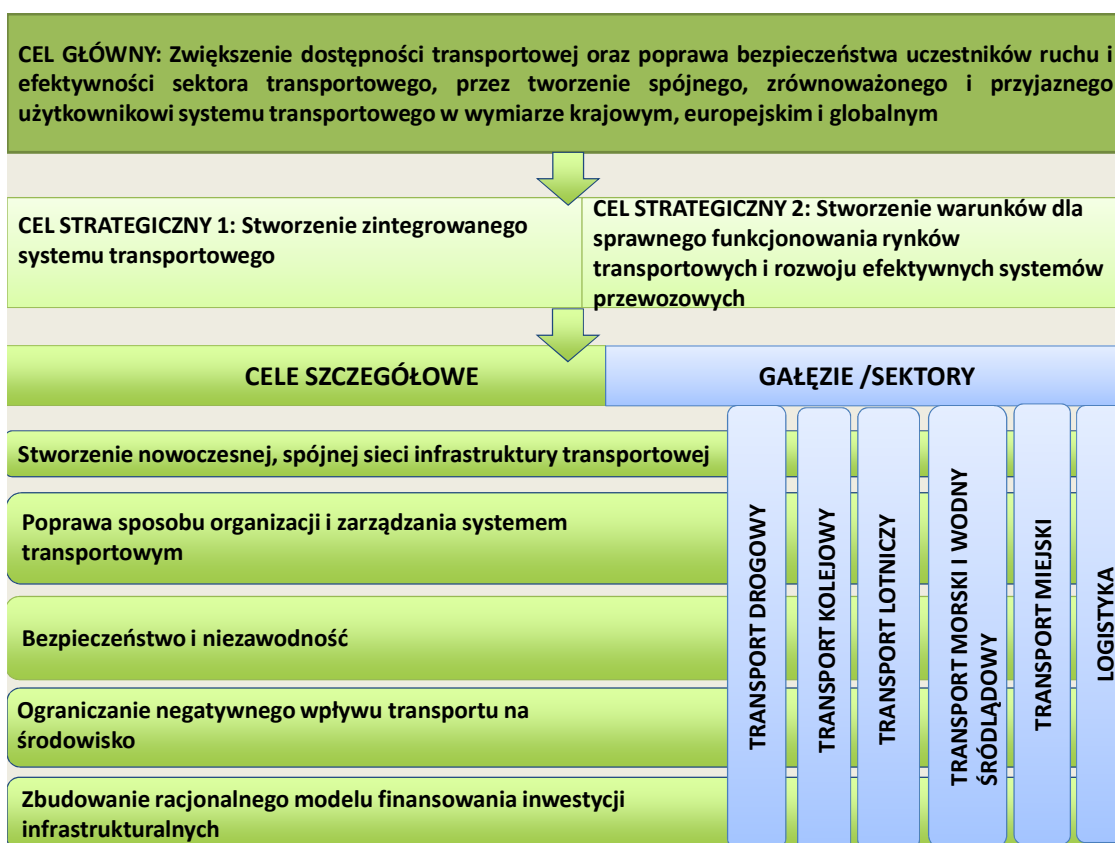 CEL GŁÓWNY: Zwiększenie dostępności transportowej oraz poprawa bezpieczeństwa uczestników ruchu i
efektywności sektora transportowego, przez tworzenie spójnego, zrównoważonego i przyjaznego
użytkownikowi systemu transportowego w wymiarze krajowym, europejskim i globalnym
CEL STRATEGICZNY 1: Stworzenie zintegrowanego
systemu transportowego
CEL STRATEGICZNY 2: Stworzenie warunków dla
sprawnego funkcjonowania rynków
transportowych i rozwoju efektywnych systemów
przewozowych
CELE SZCZEGÓŁOWE
GAŁĘZIE /SEKTORY
Stworzenie nowoczesnej, spójnej sieci infrastruktury transportowej
Poprawa sposobu organizacji i zarządzania systemem
transportowym
Bezpieczeństwo i niezawodność
Ograniczanie negatywnego wpływu transportu na
środowisko
Zbudowanie racjonalnego modelu finansowania inwestycji
infrastrukturalnych
TRANSPORT DROGOWY
TRANSPORT KOLEJOWY
TRANSPORT LOTNICZY
TRANSPORT MORSKI I WODNY
ŚRÓDLĄDOWY
TRANSPORT MIEJSKI
LOGISTYKA